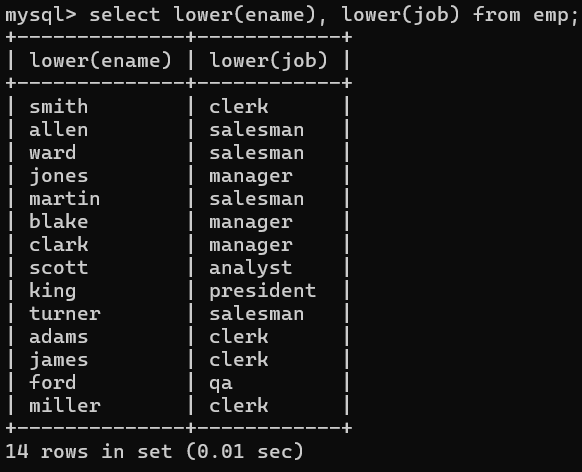 mysql> select lower(ename), lower(job) from emp;
+--------------+------------+
| lower(ename) | lower(job) |
+--------------+------------+
| smith        | clerk      |
| allen        | salesman   |
| ward         | salesman   |
| jones        | manager    |
| martin       | salesman   |
| blake        | manager    |
| clark        | manager    |
| scott        | analyst    |
| king         | president  |
| turner       | salesman   |
| adams        | clerk      |
| james        | clerk      |
| ford         | qa         |
| miller       | clerk      |
+--------------+------------+
14 rows in set (0.01 sec)